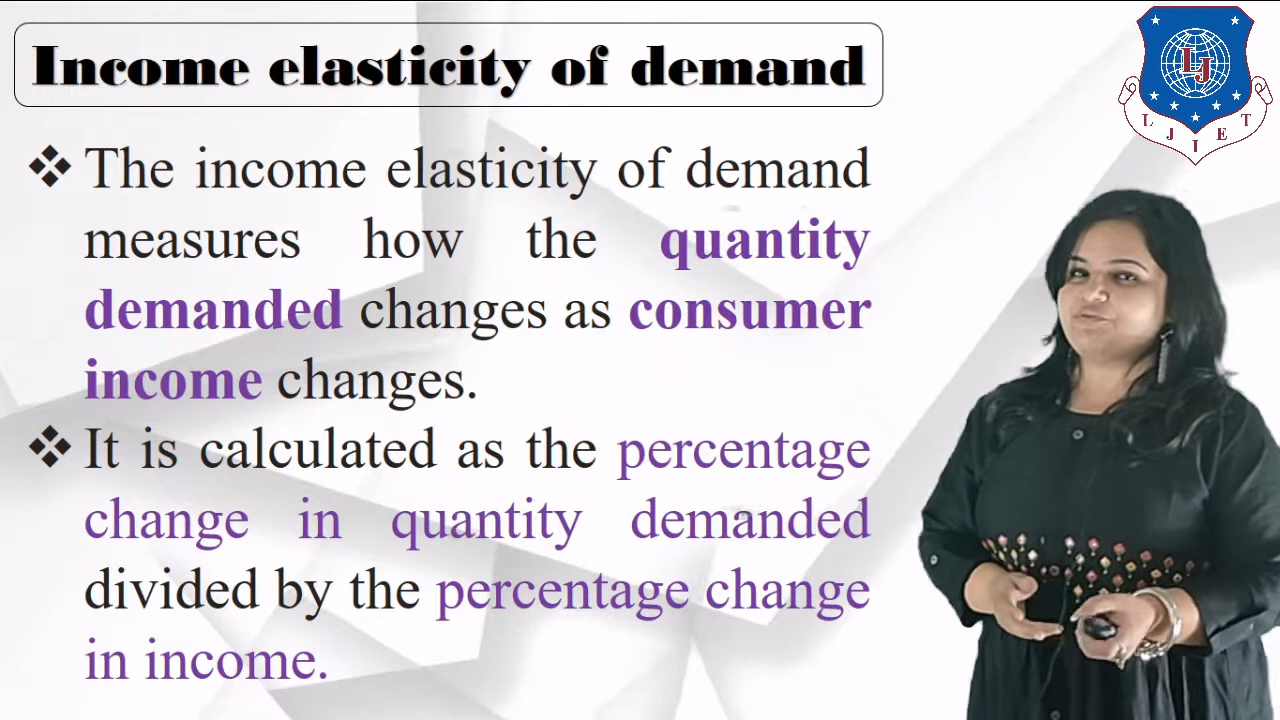 Income elasticity of demand
❖ The income elasticity of demand
measures how the quantity
demanded changes as consumer
income changes.
❖ It is calculated as the percentage
change in quantity demanded
divided by the percentage change
in income.
LJ
L J I E T